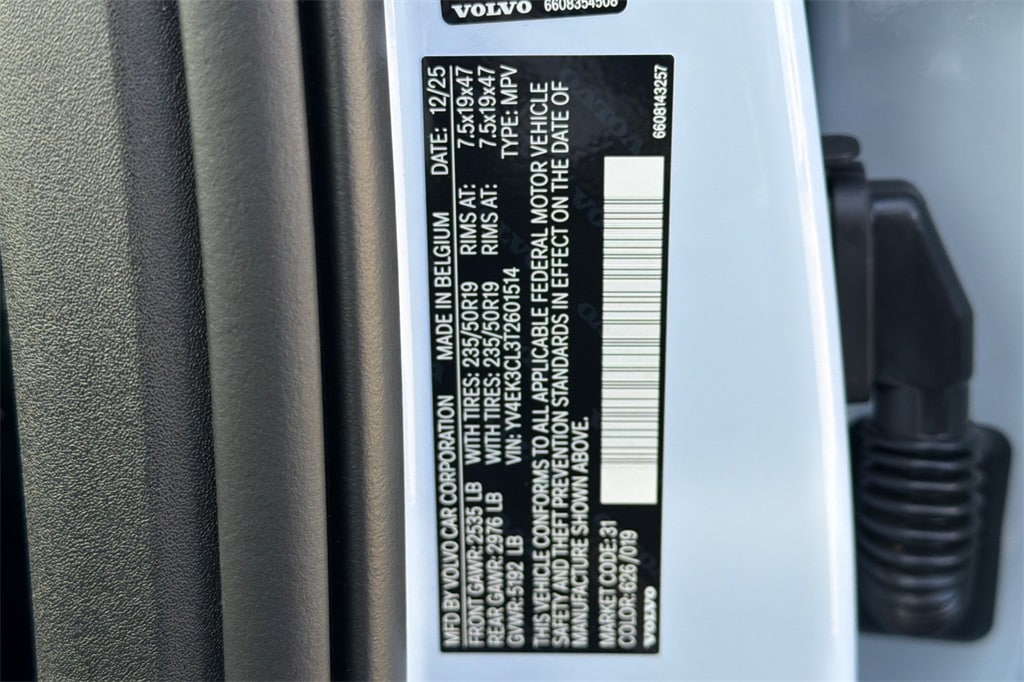 VOLVO 6608354508
MFD BY VOLVO CAR CORPORATION MADE IN BELGIUM DATE: 12/25
FRONT GAWR: 2535 LB WITH TIRES: 235/50R19 RIMS AT: 7.5x19x47
REAR GAWR: 2976 LB WITH TIRES: 235/50R19 RIMS AT: 7.5x19x47
GVWR: 5192 LB VIN: YV4EK3CL3T2601514 TYPE: MPV
THIS VEHICLE CONFORMS TO ALL APPLICABLE FEDERAL MOTOR VEHICLE
SAFETY AND THEFT PREVENTION STANDARDS IN EFFECT ON THE DATE OF
MANUFACTURE SHOWN ABOVE.
MARKET CODE: 31
COLOR: 626 /019
VOLVO 6608143257